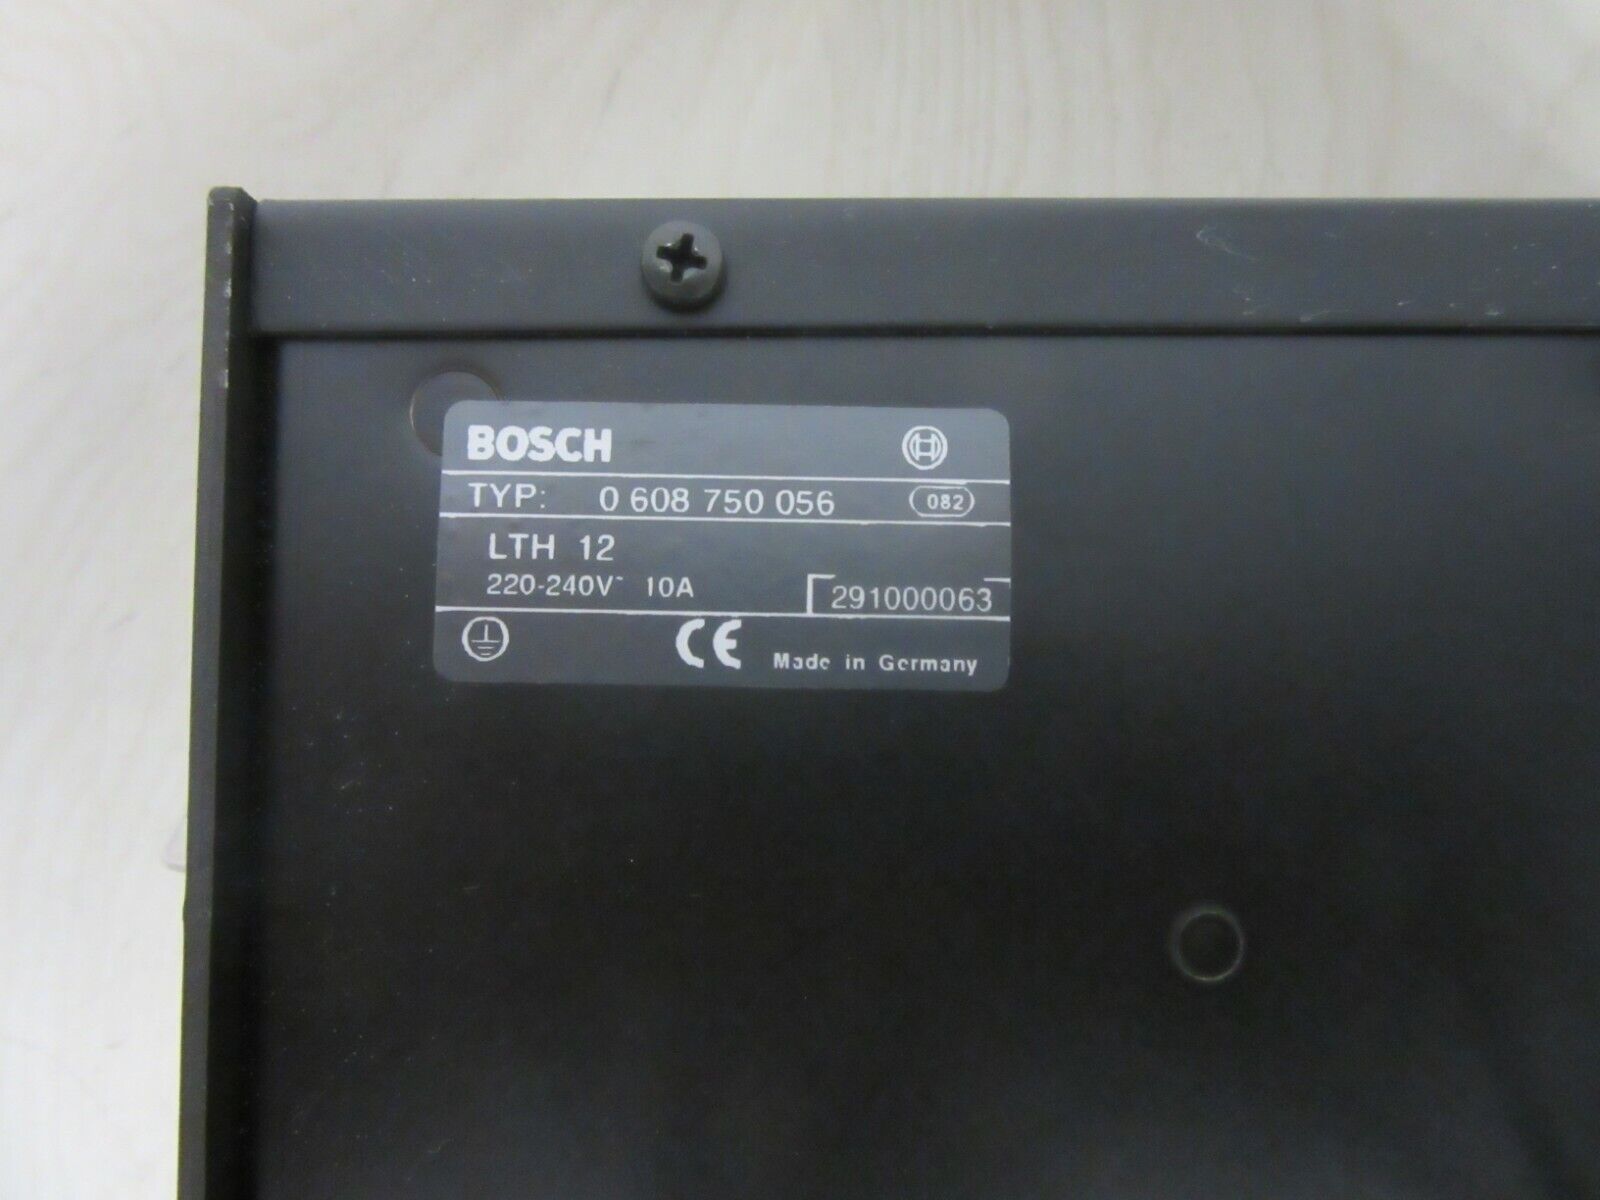 BOSCH
TYP: 0 608 750 056 082
LTH 12
220-240V~ 10A 291000063
CE Made in Germany